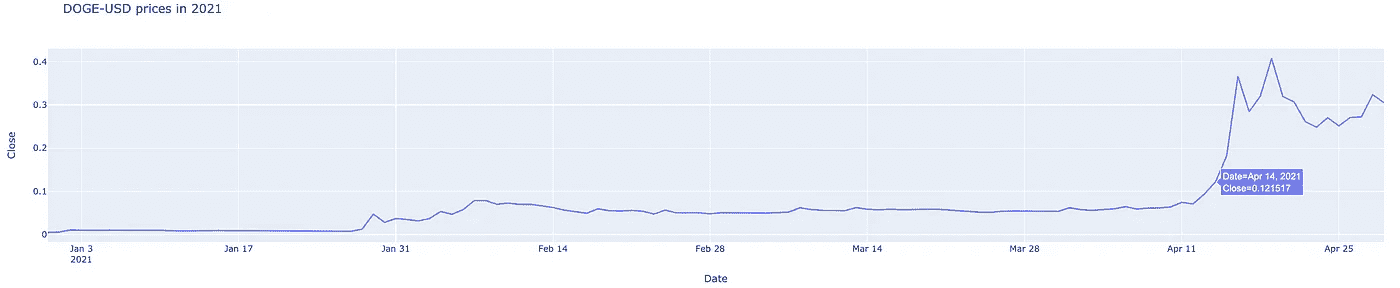 DOGE-USD prices in 2021
Close
0.4
0.3
0.2
0.1
0
Date=Apr 14, 2021
Close=0.121517
Jan 3
2021
Jan 17
Jan 31
Feb 14
Feb 28
Mar 14
Mar 28
Apr 11
Apr 25
Date